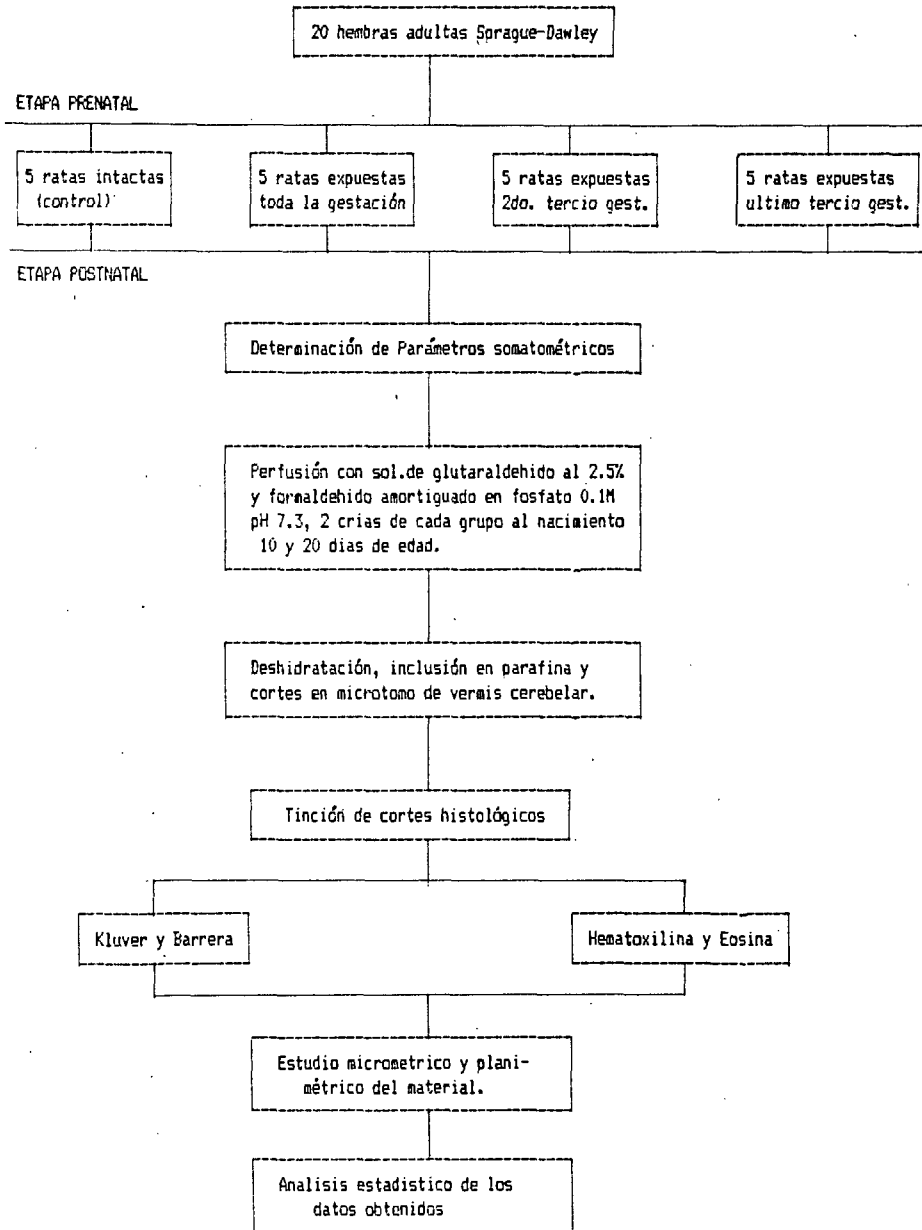 20 hembras adultas Sprague-Dawley
ETAPA PRENATAL
5 ratas intactas
(control)
5 ratas expuestas
toda la gestación
5 ratas expuestas
2do. tercio gest.
5 ratas expuestas
ultimo tercio gest.
ETAPA POSTNATAL
Determinación de Parámetros somatométricos
Perfusión con sol.de glutaraldehido al 2.5%
y formaldehido amortiguado en fosfato 0.1M
pH 7.3, 2 crias de cada grupo al nacimiento
10 y 20 dias de edad.
Deshidratación, inclusión en parafina y
cortes en microtomo de vermis cerebelar.
Tinción de cortes histológicos
Kluver y Barrera
Hematoxilina y Eosina
Estudio micrometrico y plani-
métrico del material.
Analisis estadistico de los
datos obtenidos